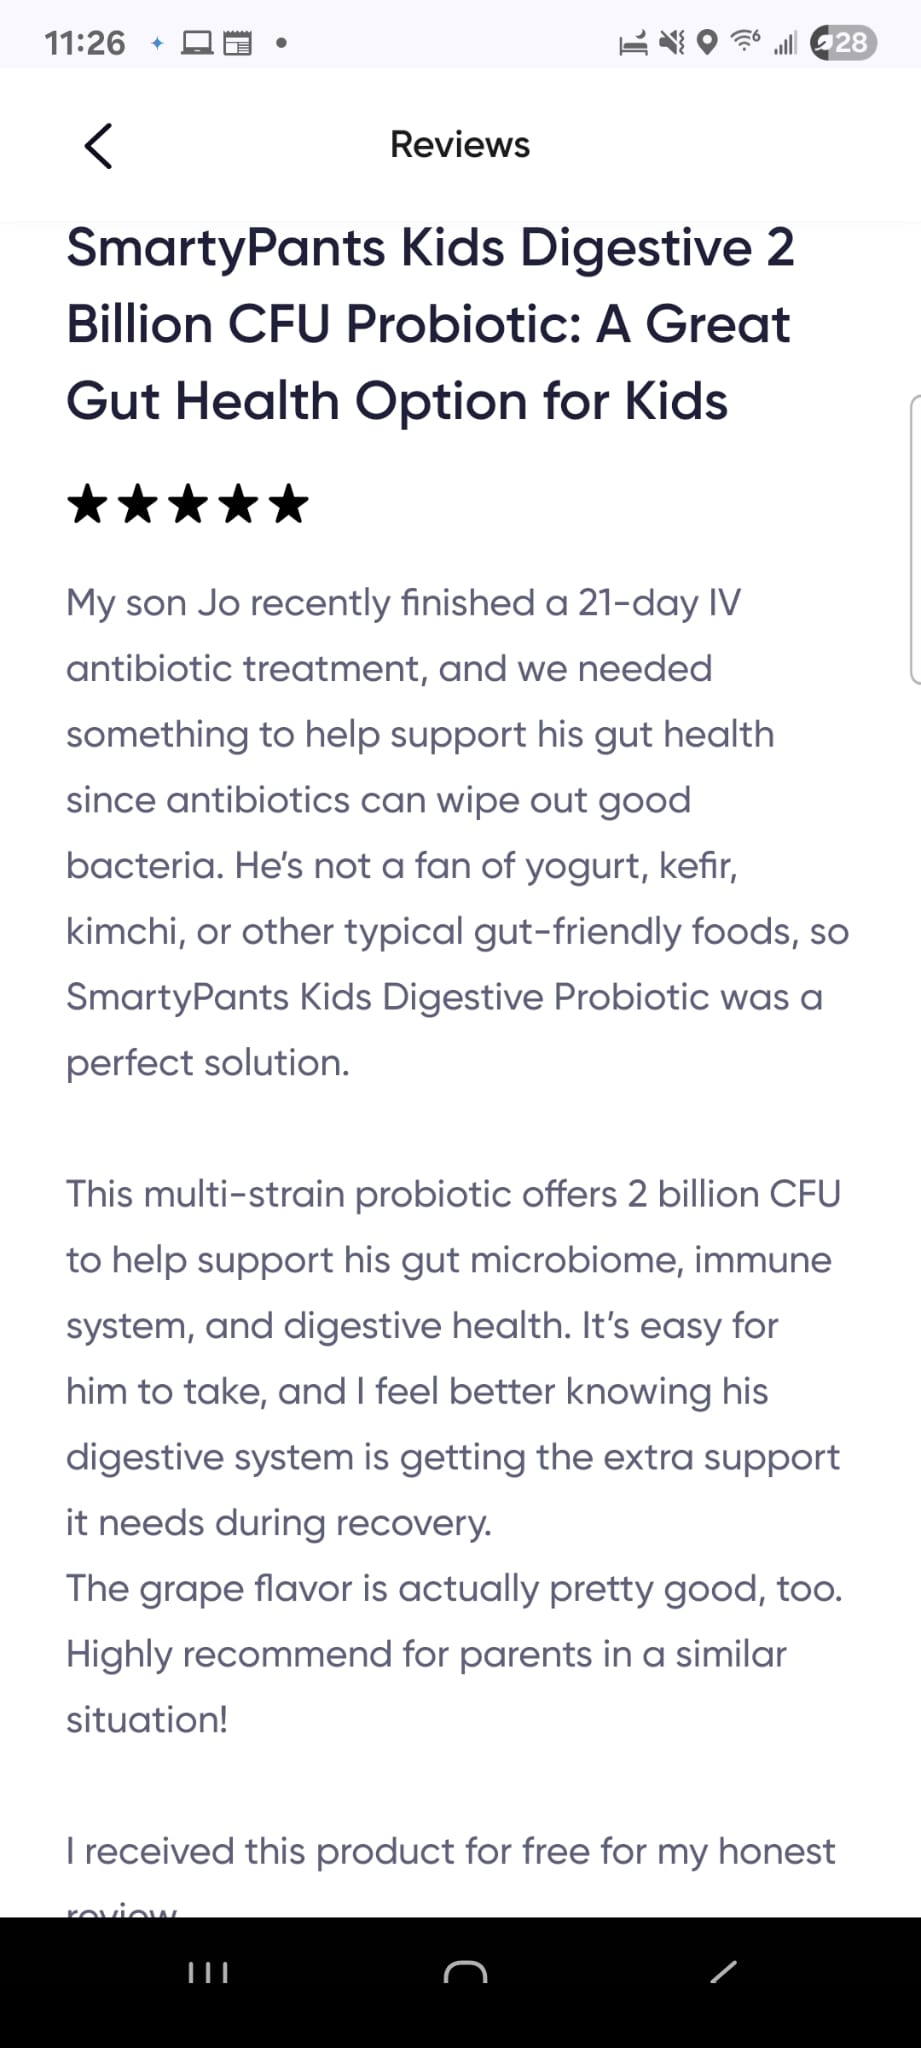 11:26
6
28
Reviews
SmartyPants Kids Digestive 2
Billion CFU Probiotic: A Great
Gut Health Option for Kids
My son Jo recently finished a 21-day IV
antibiotic treatment, and we needed
something to help support his gut health
since antibiotics can wipe out good
bacteria. He's not a fan of yogurt, kefir,
kimchi, or other typical gut-friendly foods, so
SmartyPants Kids Digestive Probiotic was a
perfect solution.
This multi-strain probiotic offers 2 billion CFU
to help support his gut microbiome, immune
system, and digestive health. It's easy for
him to take, and I feel better knowing his
digestive system is getting the extra support
it needs during recovery.
The grape flavor is actually pretty good, too.
Highly recommend for parents in a similar
situation!
I received this product for free for my honest
review